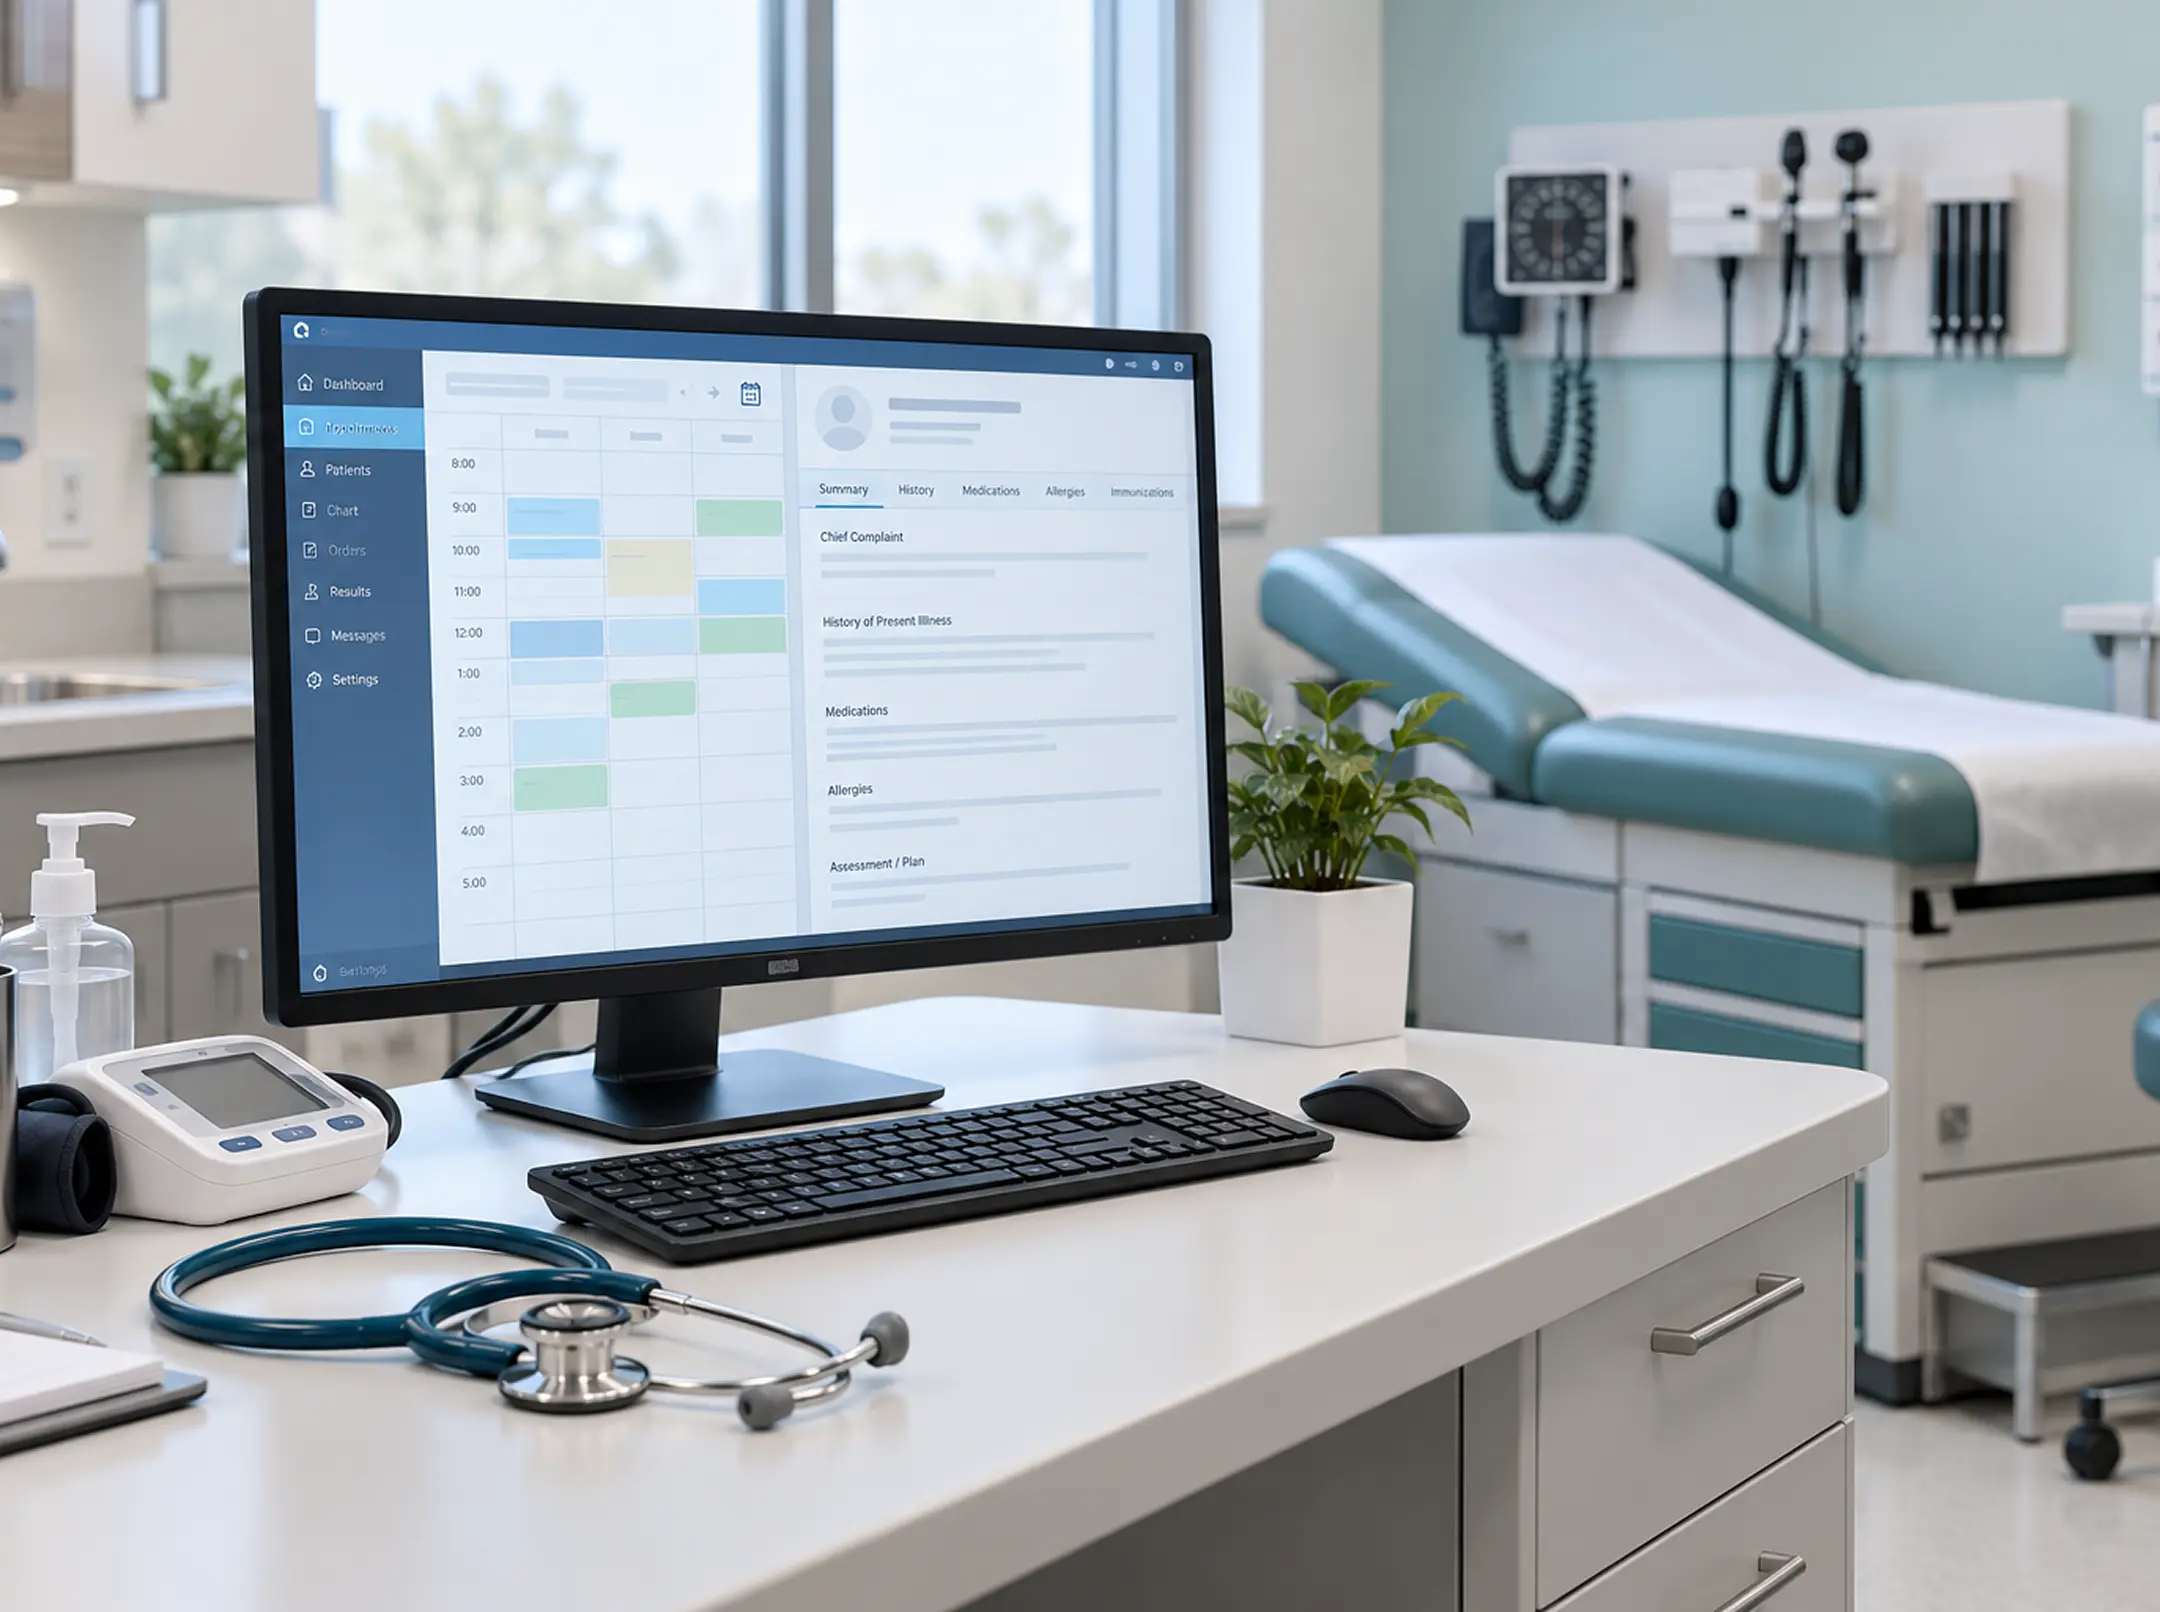 Dashboard
Appointments
Patients
Chart
Orders
Results
Messages
Settings
8:00
9:00
10.00
11:00
12:00
1:00
2.00
3:00
4.00
5.00
Summary History Medications Allergies Immunizations
Chief Complaint
History of Present Illness
Medications
Allergies
Assessment / Plan